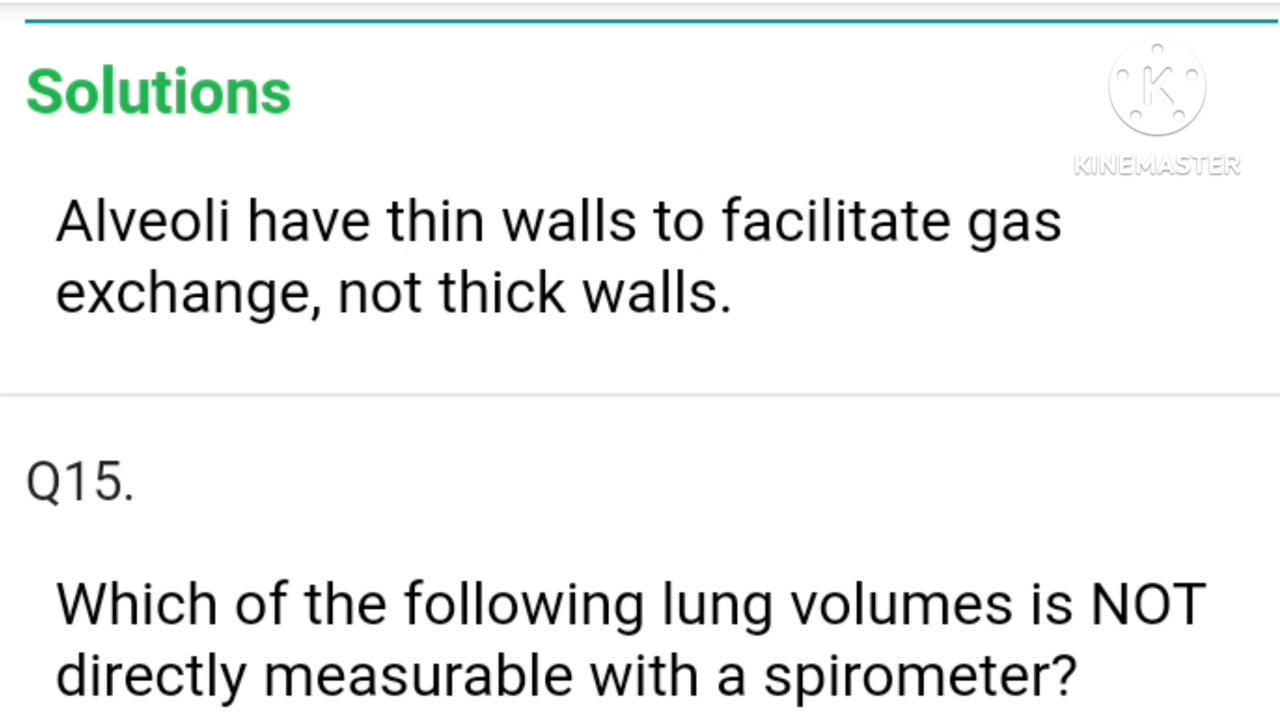 Solutions
K
KINEMASTER
Alveoli have thin walls to facilitate gas
exchange, not thick walls.
Q15.
Which of the following lung volumes is NOT
directly measurable with a spirometer?